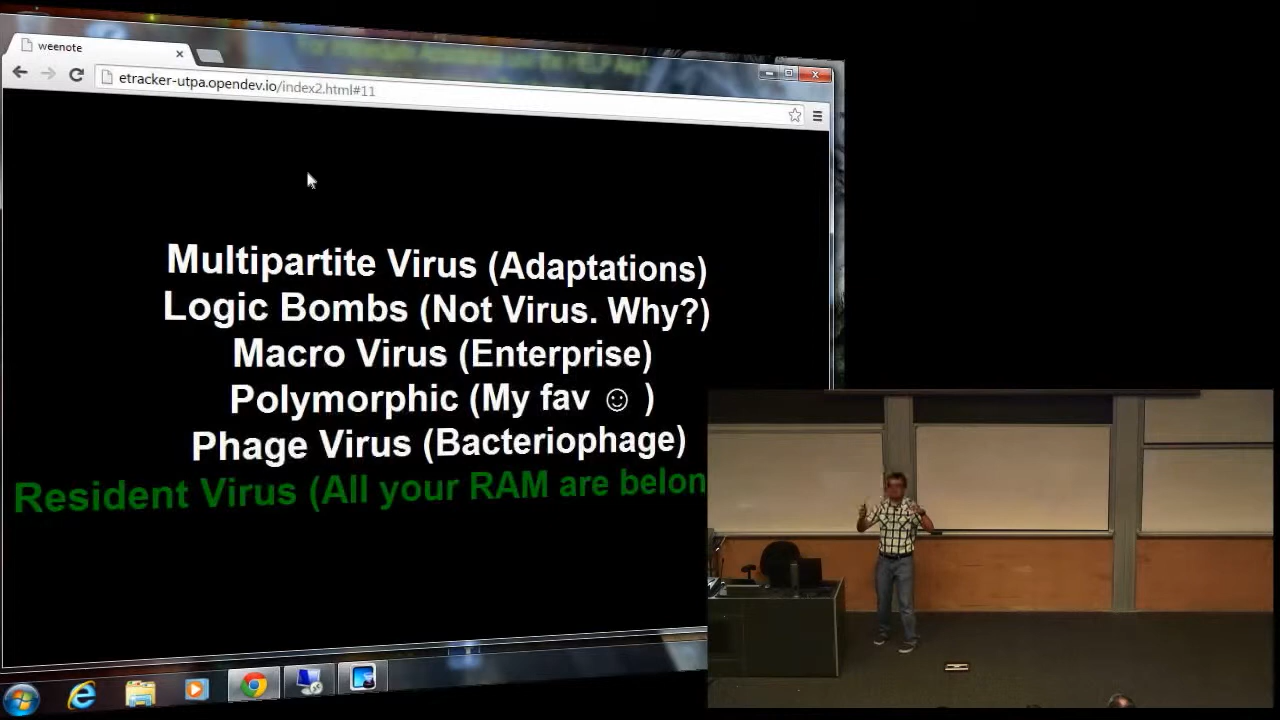 weenote
etracker-utpa.opendev.io/index2.html#11
Multipartite Virus (Adaptations)
Logic Bombs (Not Virus. Why?)
Macro Virus (Enterprise)
Polymorphic (My fav ☺ )
Phage Virus (Bacteriophage)
Resident Virus (All your RAM are belon